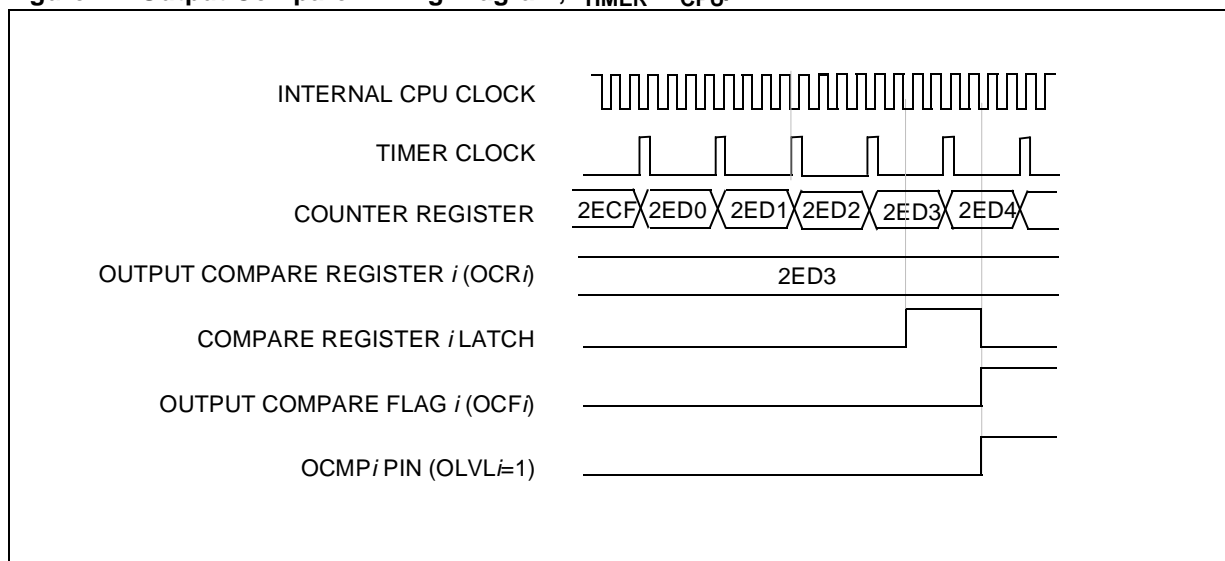 INTERNAL CPU CLOCK
TIMER CLOCK
COUNTER REGISTER 2ECF 2ED0 2ED1 2ED2 2ED3 2ED4
OUTPUT COMPARE REGISTER i (OCRi) 2ED3
COMPARE REGISTER i LATCH
OUTPUT COMPARE FLAG i (OCFi)
OCMPi PIN (OLVLi=1)